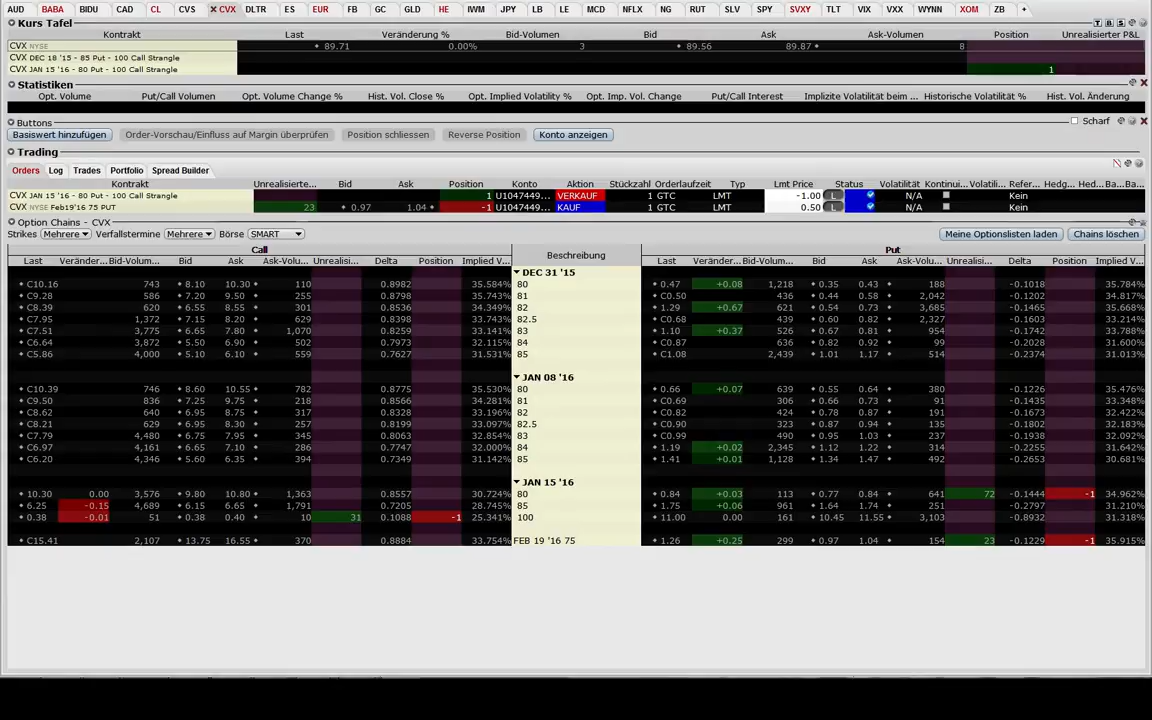 AUD BABA BIDU CAD CL CVS × CVX DLTR ES EUR FB GC GLD HE IWM JPY LB LE MCD NFLX NG RUT SLV SPY SVXY TLT VIX VXX WYNN XOM ZB +
Kurs Tafel T B S
Kontrakt Last Veränderung % Bid-Volumen Bid Ask Ask-Volumen Position Unrealisierter P&L
CVX NYSE 89.71 0.00% 3 89.56 89.87 8
CVX DEC 18 '15 - 85 Put - 100 Call Strangle
CVX JAN 15 '16 - 80 Put - 100 Call Strangle 1
Statistiken
Opt. Volume Put/Call Volumen Opt. Volume Change % Hist. Vol. Close % Opt. Implied Volatility % Opt. Imp. Vol. Change Put/Call Interest Implizite Volatilität beim ... Historische Volatilität % Hist. Vol. Änderung
Buttons Scharf
Basiswert hinzufügen Order-Vorschau/Einfluss auf Margin überprüfen Position schliessen Reverse Position Konto anzeigen
Trading
Orders Log Trades Portfolio Spread Builder
Kontrakt Unrealisierte... Bid Ask Position Konto Aktion Stückzahl Orderlaufzeit Typ Lmt Price Status Volatilität Kontinu... Volatili... Refer... Hedg... Hed... Ba... Ba...
CVX JAN 15 '16 - 80 Put - 100 Call Strangle 1 U1047449... VERKAUF 1 GTC LMT -1.00 L N/A Kein
CVX NYSE Feb19'16 75 PUT 23 0.97 1.04 -1 U1047449... KAUF 1 GTC LMT 0.50 L N/A Kein
Option Chains - CVX
Strikes Mehrere Verfallstermine Mehrere Börse SMART Meine Optionslisten laden Chains löschen
Call Beschreibung Put
Last Veränder... Bid-Volum... Bid Ask Ask-Volu... Unrealisi... Delta Position Implied V... Last Veränder... Bid-Volum... Bid Ask Ask-Volu... Unrealisi... Delta Position Implied V...
DEC 31 '15
C10.16 743 8.10 10.30 110 0.8982 35.584% 80 0.47 +0.08 1,218 0.35 0.43 188 -0.1018 35.784%
C9.28 586 7.20 9.50 255 0.8798 35.743% 81 C0.50 436 0.44 0.58 2,042 -0.1202 34.817%
C8.39 620 6.55 8.55 301 0.8536 34.349% 82 1.29 +0.67 621 0.54 0.73 3,685 -0.1464 35.668%
C7.95 1,372 7.15 8.20 629 0.8398 33.743% 82.5 C0.68 439 0.60 0.82 2,327 -0.1603 33.214%
C7.51 3,775 6.65 7.80 1,070 0.8259 33.141% 83 1.10 +0.37 526 0.67 0.81 954 -0.1742 33.788%
C6.64 3,872 5.50 6.90 502 0.7973 32.115% 84 C0.87 636 0.82 0.92 99 -0.2028 31.600%
C5.86 4,000 5.10 6.10 559 0.7627 31.531% 85 C1.08 2,439 1.01 1.17 514 -0.2374 31.013%
JAN 08 '16
C10.39 746 8.60 10.55 782 0.8775 35.530% 80 0.66 +0.07 639 0.55 0.64 380 -0.1226 35.476%
C9.50 836 7.25 9.75 218 0.8566 34.281% 81 C0.69 306 0.66 0.73 91 -0.1435 33.348%
C8.62 640 6.95 8.75 317 0.8328 33.196% 82 C0.82 424 0.78 0.87 191 -0.1673 32.422%
C8.21 629 6.95 8.30 257 0.8199 33.143% 82.5 C0.90 323 0.87 0.94 135 -0.1802 32.183%
C7.79 4,480 6.75 7.95 345 0.8063 32.854% 83 C0.99 490 0.95 1.03 237 -0.1938 32.092%
C6.97 4,161 6.65 7.10 286 0.7747 32.000% 84 1.19 +0.02 2,345 1.12 1.30 147 -0.2255 31.642%
C6.20 4,346 5.60 6.35 394 0.7349 31.142% 85 1.41 +0.01 1,128 1.34 1.47 492 -0.2653 30.681%
JAN 15 '16
10.30 0.00 3,576 9.80 10.80 1,363 0.8557 30.724% 80 0.84 +0.03 113 0.77 0.84 641 72 -0.1444 -1 34.962%
6.25 -0.15 4,689 6.15 6.65 1,791 0.7205 28.745% 85 1.75 +0.06 961 1.64 1.74 251 -0.2797 31.210%
0.38 -0.01 51 0.38 0.40 10 31 0.1088 -1 25.341% 100 11.00 0.00 161 10.45 11.55 3,103 -0.8932 31.318%
C15.41 2,107 13.75 16.55 370 0.8884 33.754% FEB 19 '16 75 1.26 +0.25 299 0.97 1.04 154 23 -0.1229 -1 35.915%